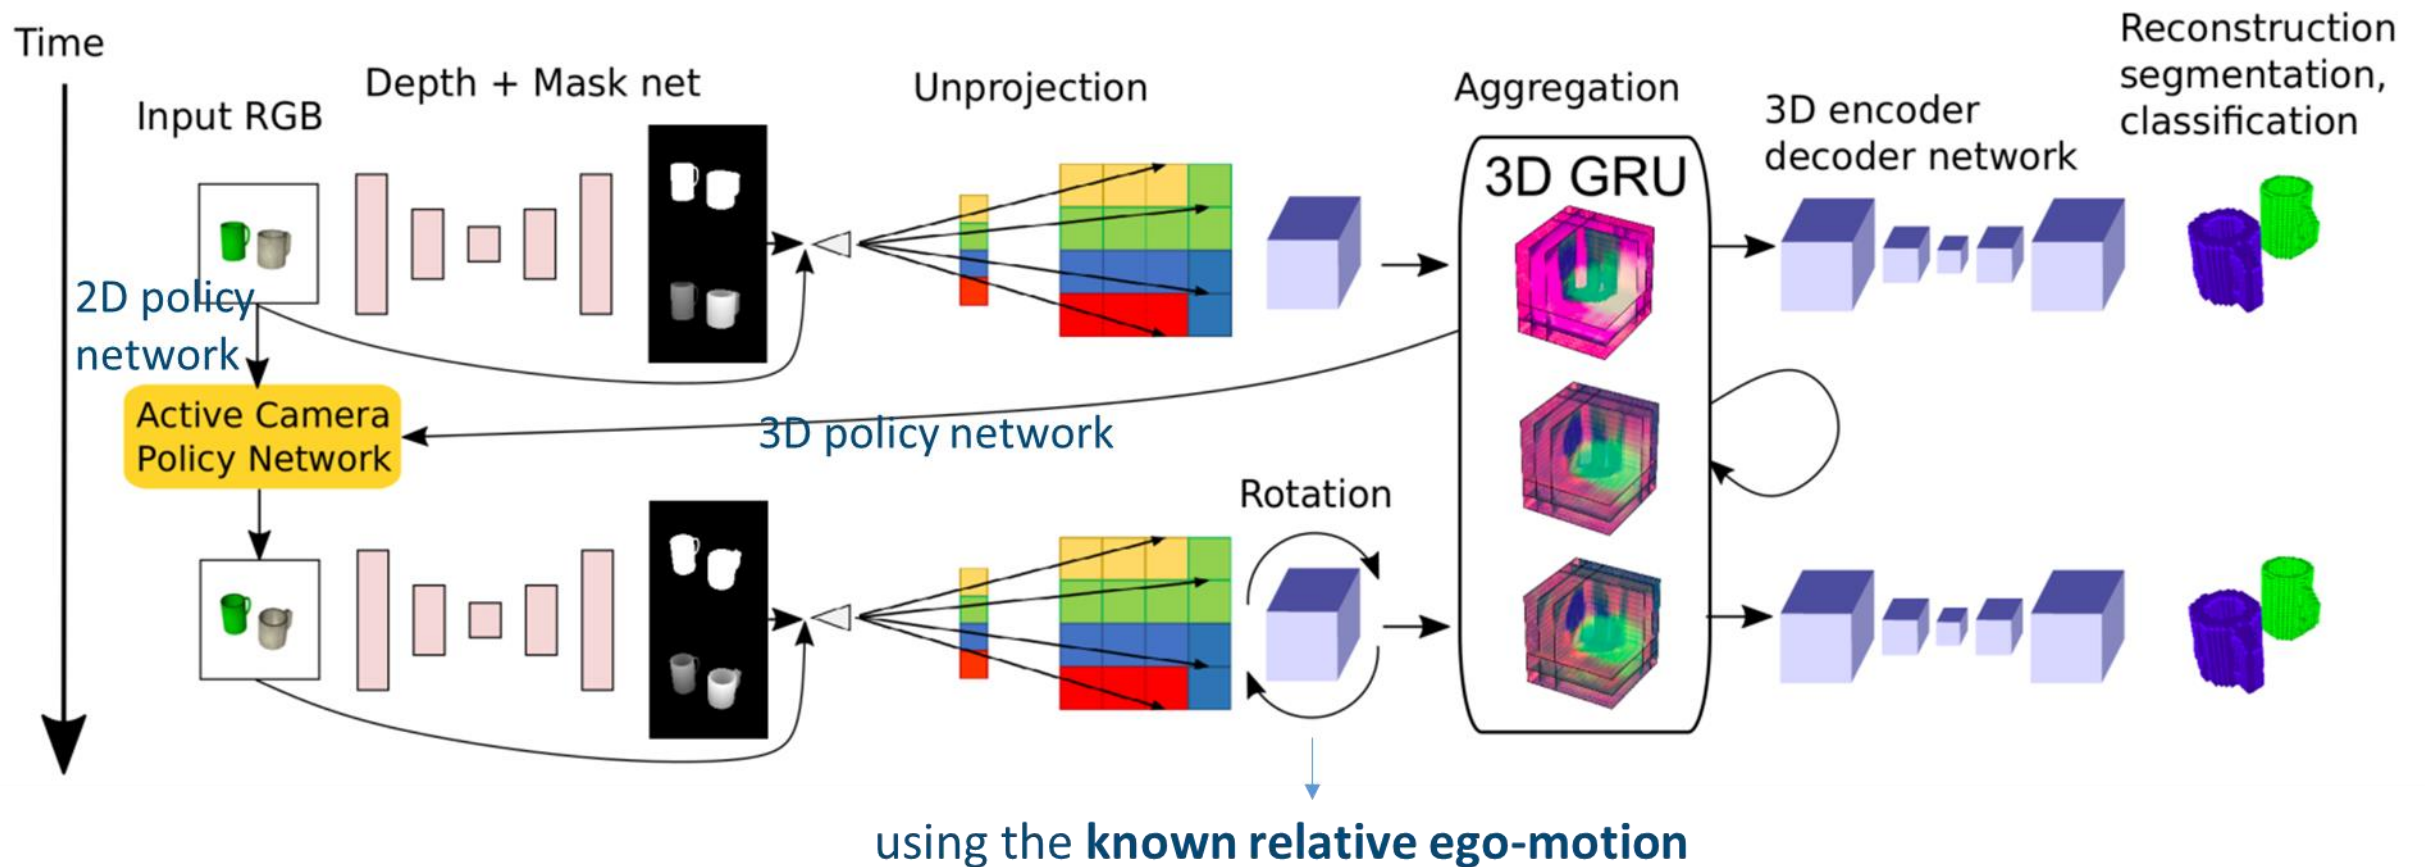 Time
Input RGB
Depth + Mask net
Unprojection
Aggregation
3D encoder
decoder network
Reconstruction
segmentation,
classification
3D GRU
2D policy
network
Active Camera
Policy Network
3D policy network
Rotation
using the known relative ego-motion